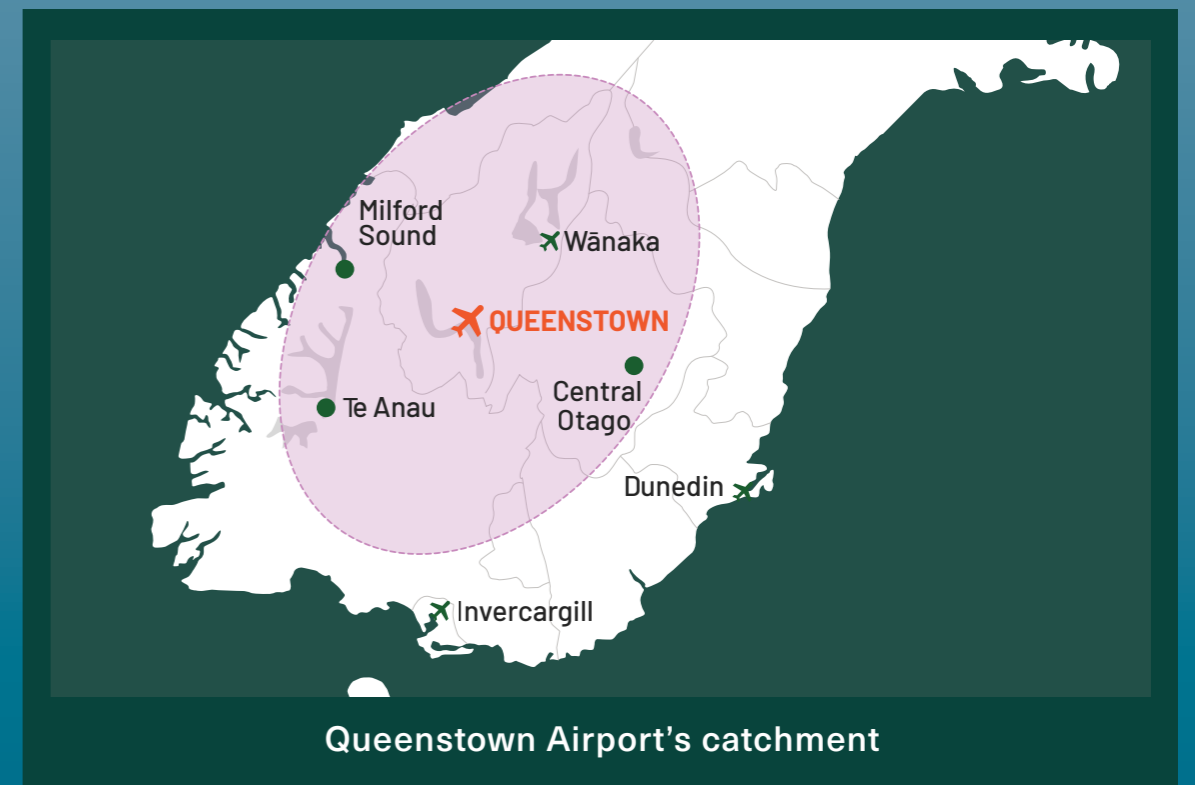 Milford
Sound
Wānaka
QUEENSTOWN
Central
Otago
Te Anau
Dunedin
Invercargill
Queenstown Airport’s catchment